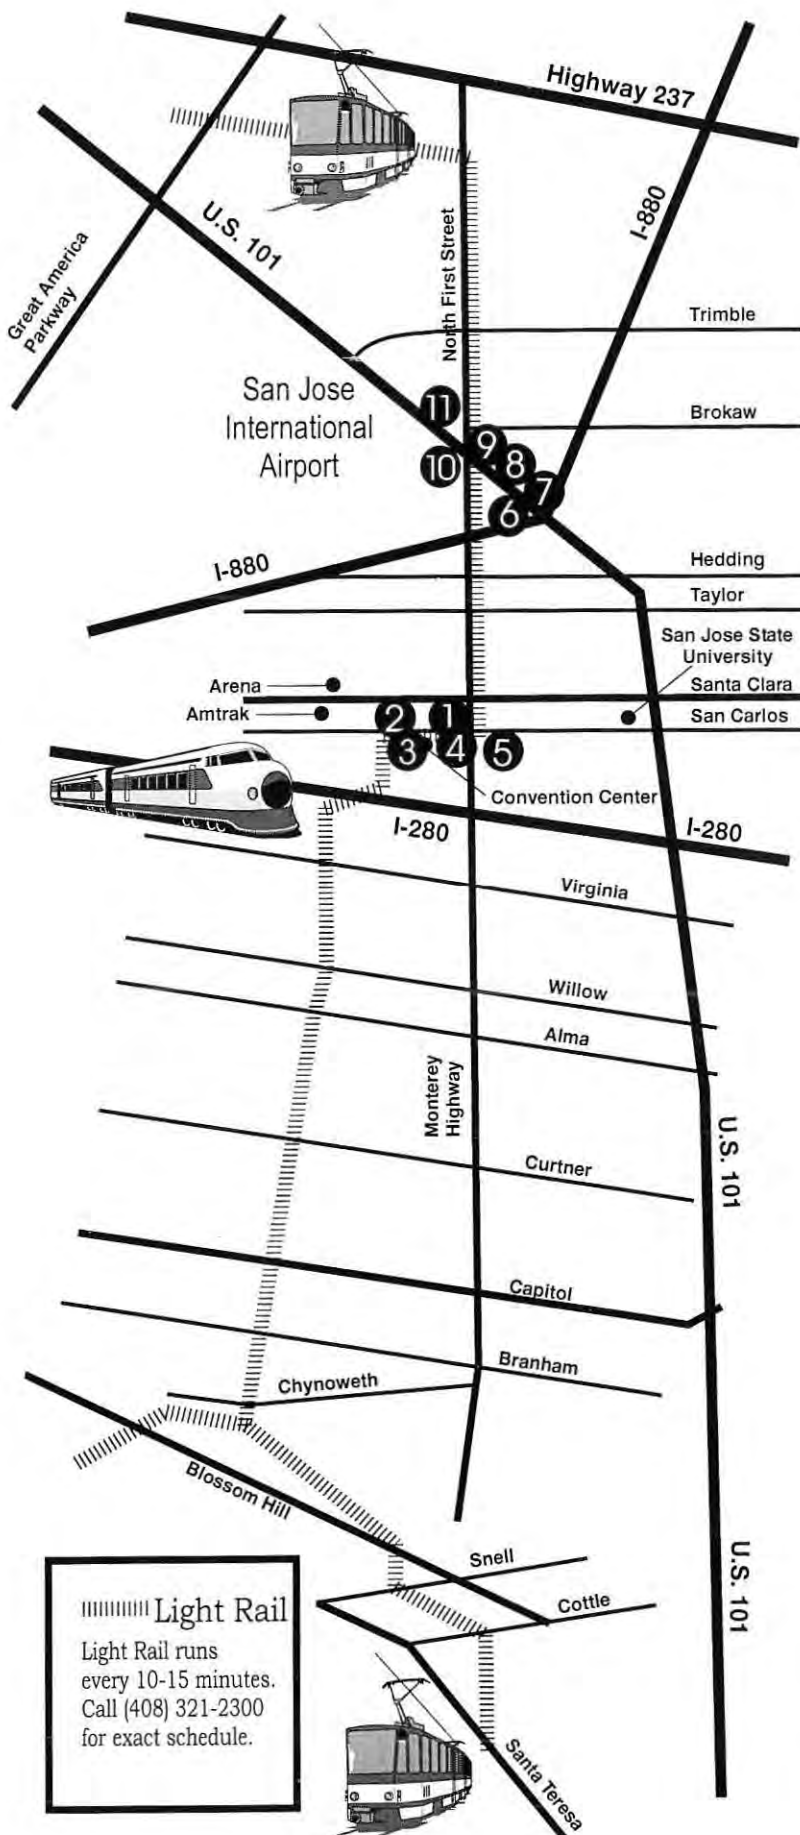 Highway 237
I-880
U.S. 101
Great America
Parkway
North First Street
Trimble
San Jose
International
Airport
11
Brokaw
9
10
8
7
6
I-880
Hedding
Taylor
San Jose State
University
Arena
Santa Clara
Amtrak
2
1
San Carlos
3
4
5
Convention Center
I-280
I-280
Virginia
Willow
Alma
Monterey
Highway
U.S. 101
Curtner
Capitol
Branham
Chynoweth
Blossom Hill
Snell
U.S. 101
Cottle
Light Rail
Light Rail runs
every 10-15 minutes.
Call (408) 321-2300
for exact schedule.
Santa Teresa